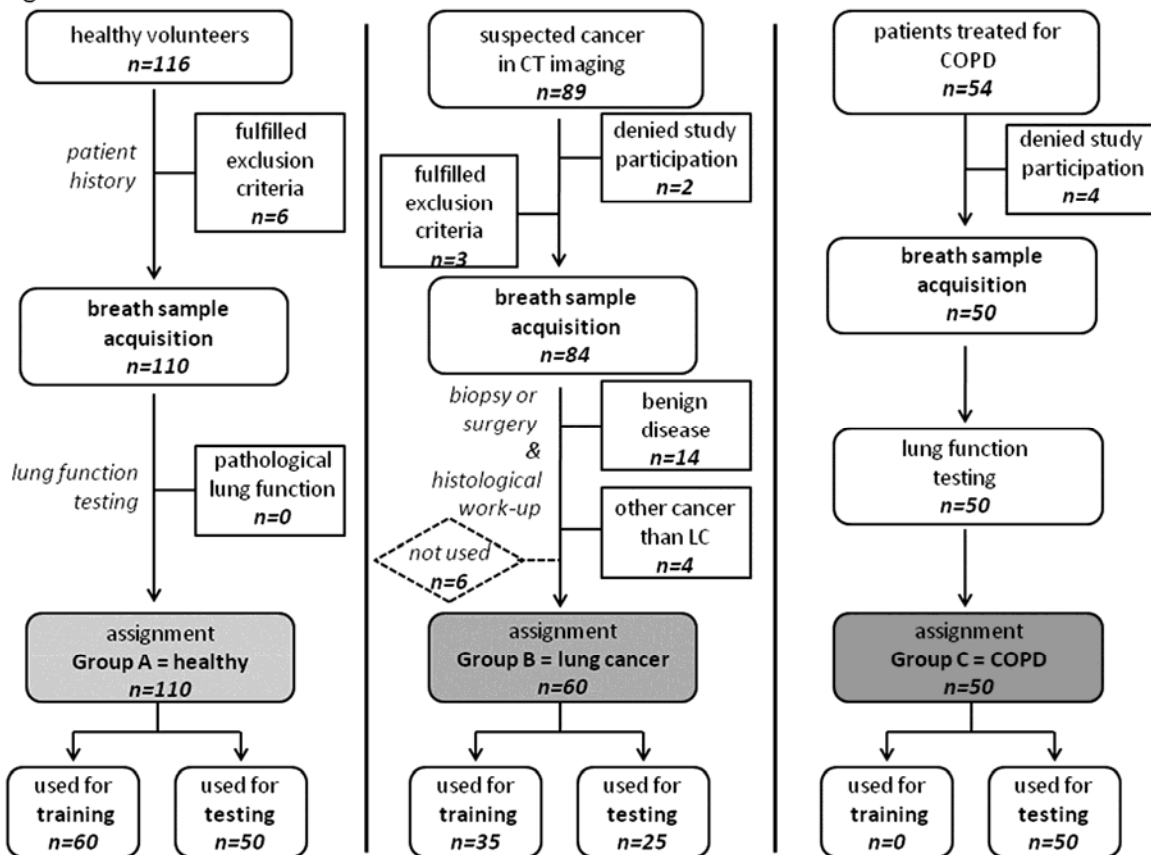 healthy volunteers
n=116
patient
history
fulfilled
exclusion
criteria
n=6
breath sample
acquisition
n=110
lung function
testing
pathological
lung function
n=0
assignment
Group A = healthy
n=110
used for
training
n=60
used for
testing
n=50
suspected cancer
in CT imaging
n=89
denied study
participation
n=2
fulfilled
exclusion
criteria
n=3
breath sample
acquisition
n=84
biopsy or
surgery
&
histological
work-up
benign
disease
n=14
other cancer
than LC
n=4
not used
n=6
assignment
Group B = lung cancer
n=60
used for
training
n=35
used for
testing
n=25
patients treated for
COPD
n=54
denied study
participation
n=4
breath sample
acquisition
n=50
lung function
testing
n=50
assignment
Group C = COPD
n=50
used for
training
n=0
used for
testing
n=50